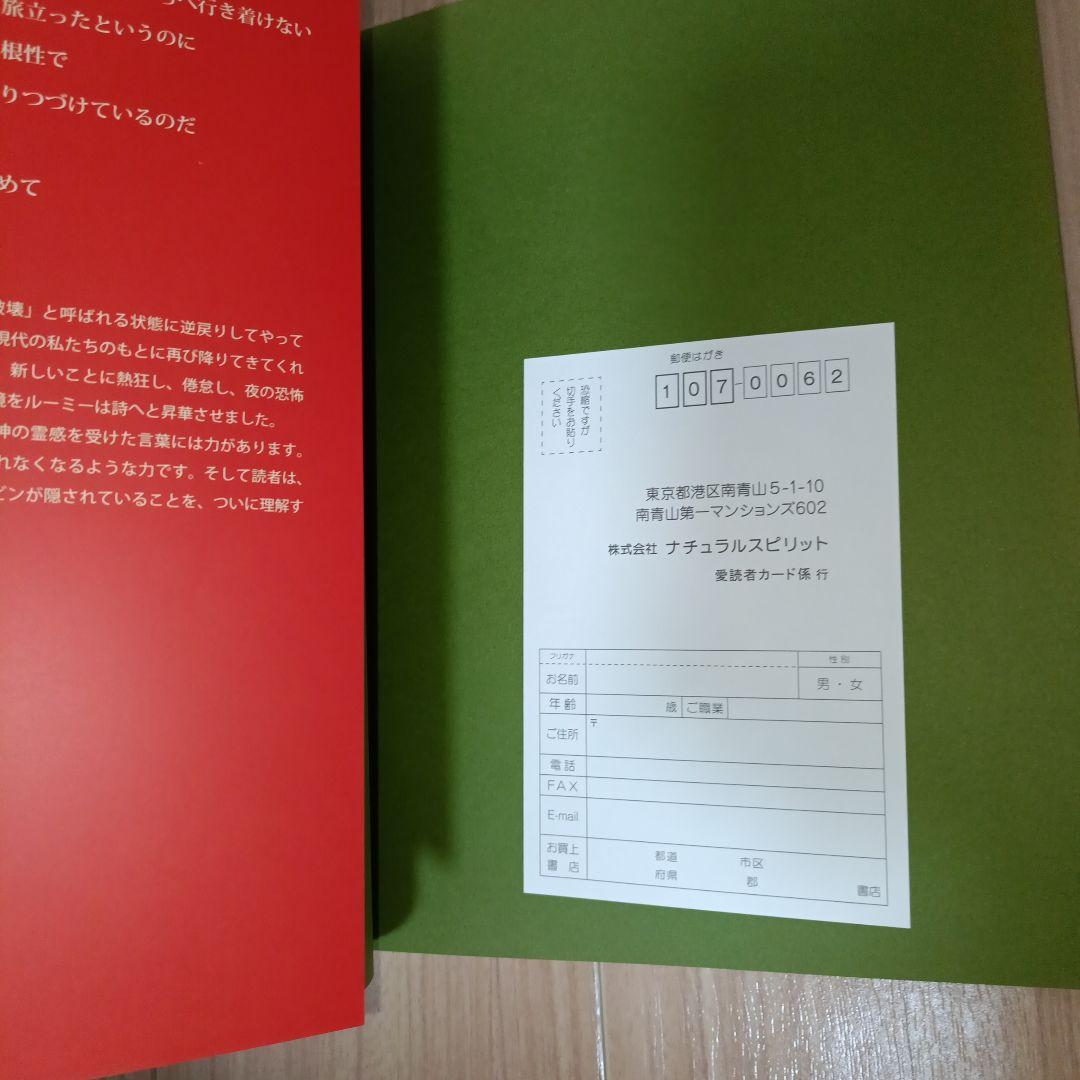 へ行き着けない
旅立ったというのに
根性で
りつづけているのだ
めて
壊」と呼ばれる状態に逆戻りしてやって
現代の私たちのもとに再び降りてきてくれ
新しいことに熱狂し、倦怠し、夜の恐怖
をルーミーは詩へと昇華させました。
神の霊感を受けた言葉には力があります。
れなくなるような力です。そして読者は、
ビンが隠されていることを、ついに理解す
郵便はがき
107-0062
恐縮ですが
切手をお貼り
ください
東京都港区南青山5-1-10
南青山第一マンションズ602
株式会社 ナチュラルスピリット
愛読者カード係 行
フリガナ
性 別
お名前
男・女
年 齢 歳 ご職業
ご住所 〒
電 話
FAX
E-mail
お買上 都道 市区
書 店 府県 郡 書店